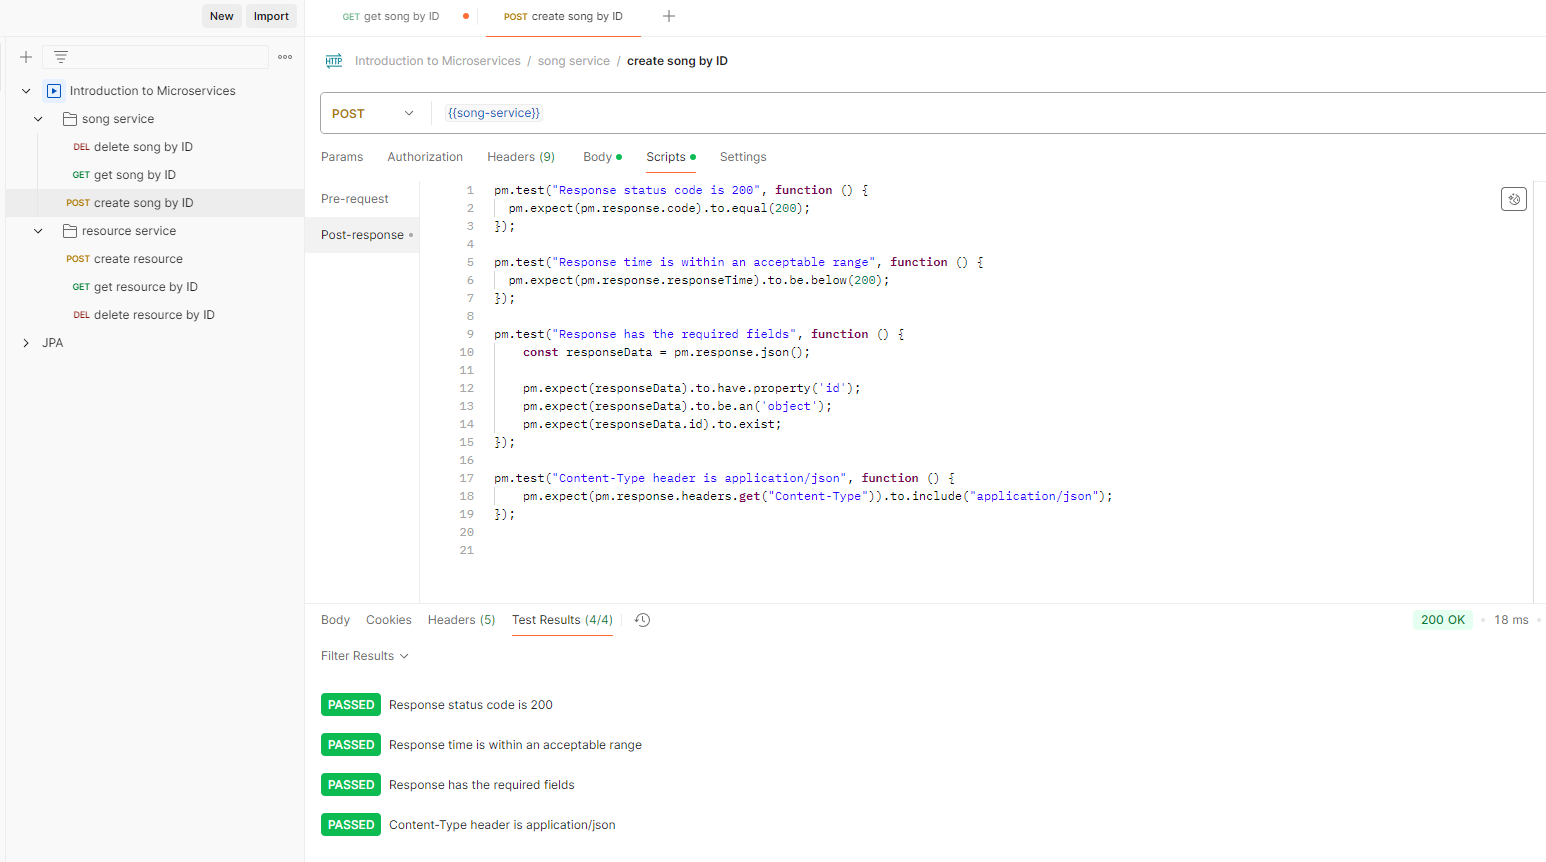 New Import
GET get song by ID
POST create song by ID
Introduction to Microservices / song service / create song by ID
Introduction to Microservices
song service
DEL delete song by ID
GET get song by ID
POST create song by ID
resource service
POST create resource
GET get resource by ID
DEL delete resource by ID
JPA
HTTP
POST {{song-service}}
Params Authorization Headers (9) Body Scripts Settings
Pre-request
Post-response
1 pm.test("Response status code is 200", function () {
2 pm.expect(pm.response.code).to.equal(200);
3 });
4
5 pm.test("Response time is within an acceptable range", function () {
6 pm.expect(pm.response.responseTime).to.be.below(200);
7 });
8
9 pm.test("Response has the required fields", function () {
10 const responseData = pm.response.json();
11
12 pm.expect(responseData).to.have.property('id');
13 pm.expect(responseData).to.be.an('object');
14 pm.expect(responseData.id).to.exist;
15 });
16
17 pm.test("Content-Type header is application/json", function () {
18 pm.expect(pm.response.headers.get("Content-Type")).to.include("application/json");
19 });
20
21
Body Cookies Headers (5) Test Results (4/4) 200 OK • 18 ms •
Filter Results
PASSED Response status code is 200
PASSED Response time is within an acceptable range
PASSED Response has the required fields
PASSED Content-Type header is application/json